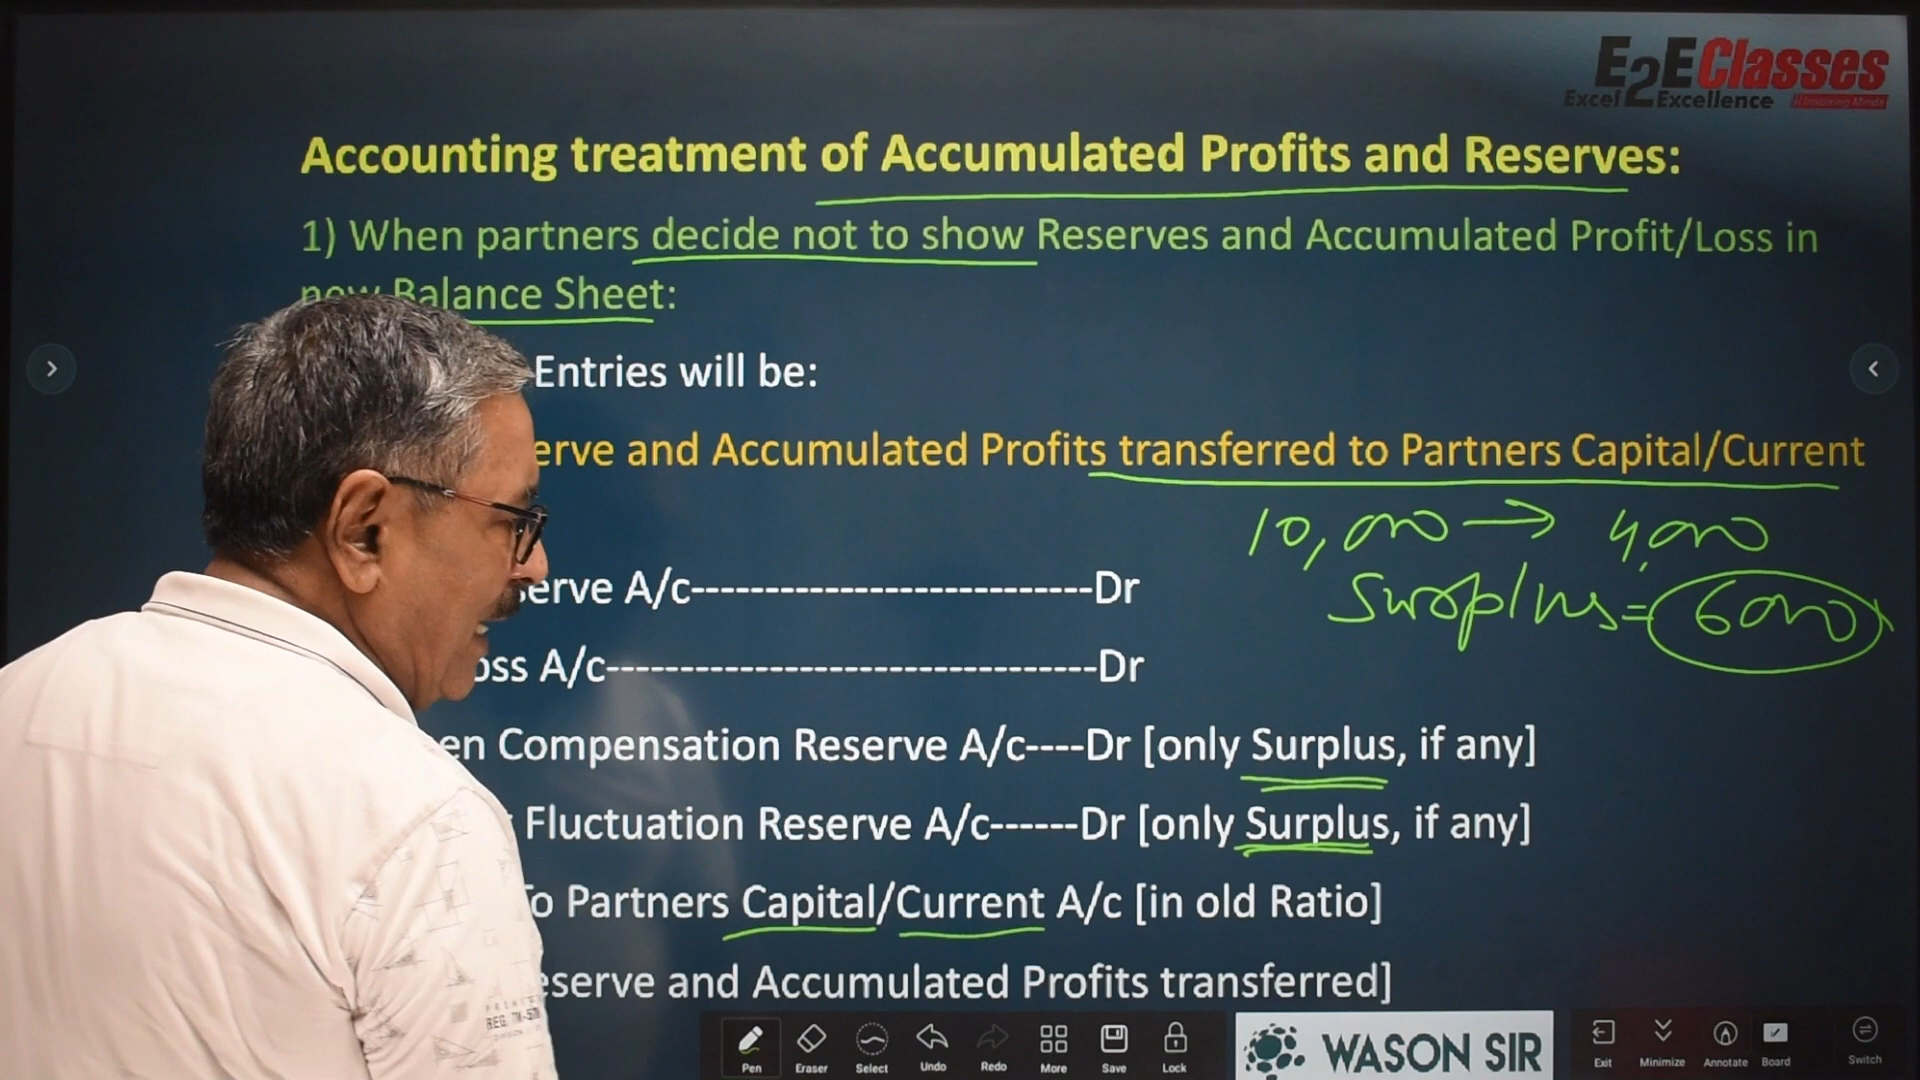 E2E Classes
Excel 2 Excellence
Accounting treatment of Accumulated Profits and Reserves:
1) When partners decide not to show Reserves and Accumulated Profit/Loss in
new Balance Sheet:
Entries will be:
erve and Accumulated Profits transferred to Partners Capital/Current
10,000 → 4,000
erve A/c--------------------------Dr
Surplus = 6000
oss A/c--------------------------------Dr
en Compensation Reserve A/c----Dr [only Surplus, if any]
Fluctuation Reserve A/c------Dr [only Surplus, if any]
To Partners Capital/Current A/c [in old Ratio]
eserve and Accumulated Profits transferred]
Pen Eraser Select Undo Redo More Save Lock
WASON SIR
Exit Minimize Annotate Board Switch